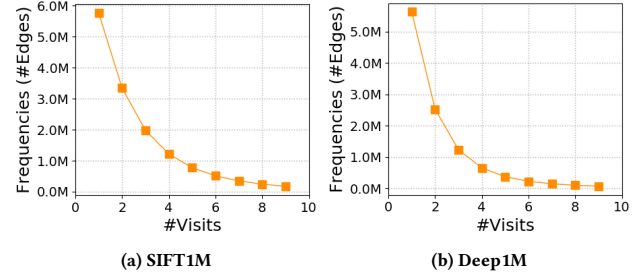 Frequencies (#Edges)
6.0M
5.0M
4.0M
3.0M
2.0M
1.0M
0.0M
0 2 4 6 8 10
#Visits
(a) SIFT1M
Frequencies (#Edges)
5.0M
4.0M
3.0M
2.0M
1.0M
0.0M
0 2 4 6 8 10
#Visits
(b) Deep1M